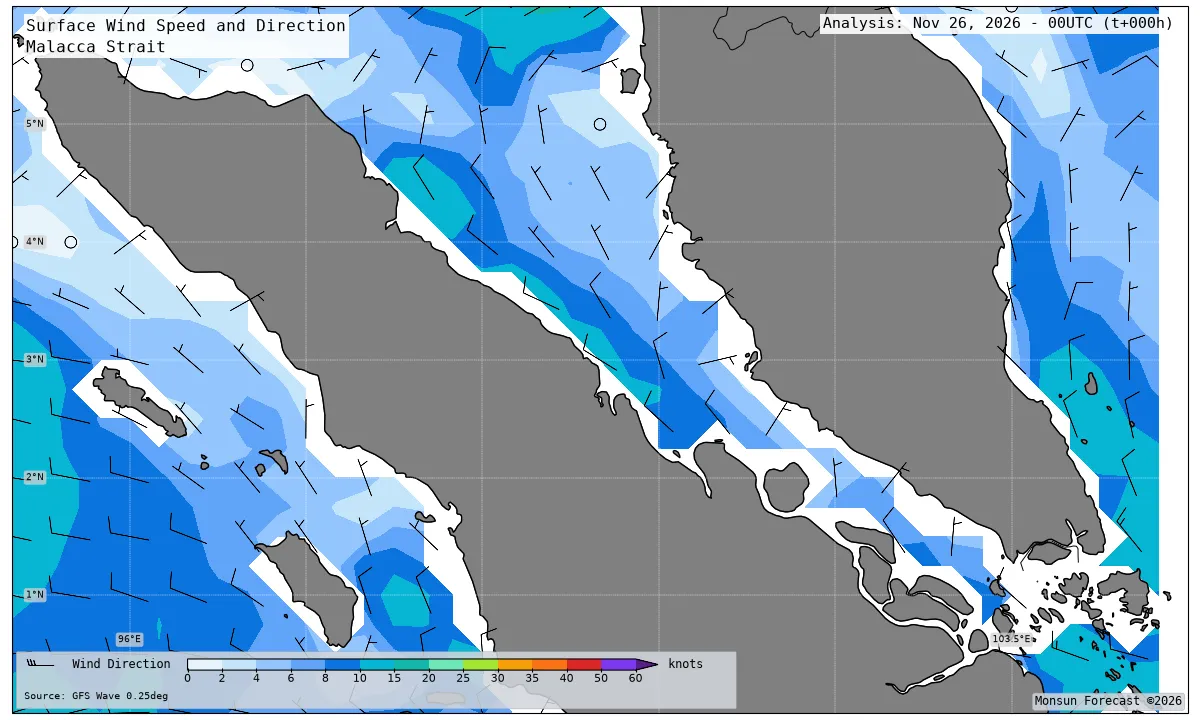 Surface Wind Speed and Direction
Malacca Strait
Analysis: Nov 26, 2026 - 00UTC (t+000h)
5°N
4°N
3°N
2°N
1°N
96°E
103.5°E
Wind Direction
0 2 4 6 8 10 12 15 20 25 30 35 40 50 60
knots
Source: GFS Wave 0.25deg
Monsun Forecast ©2026